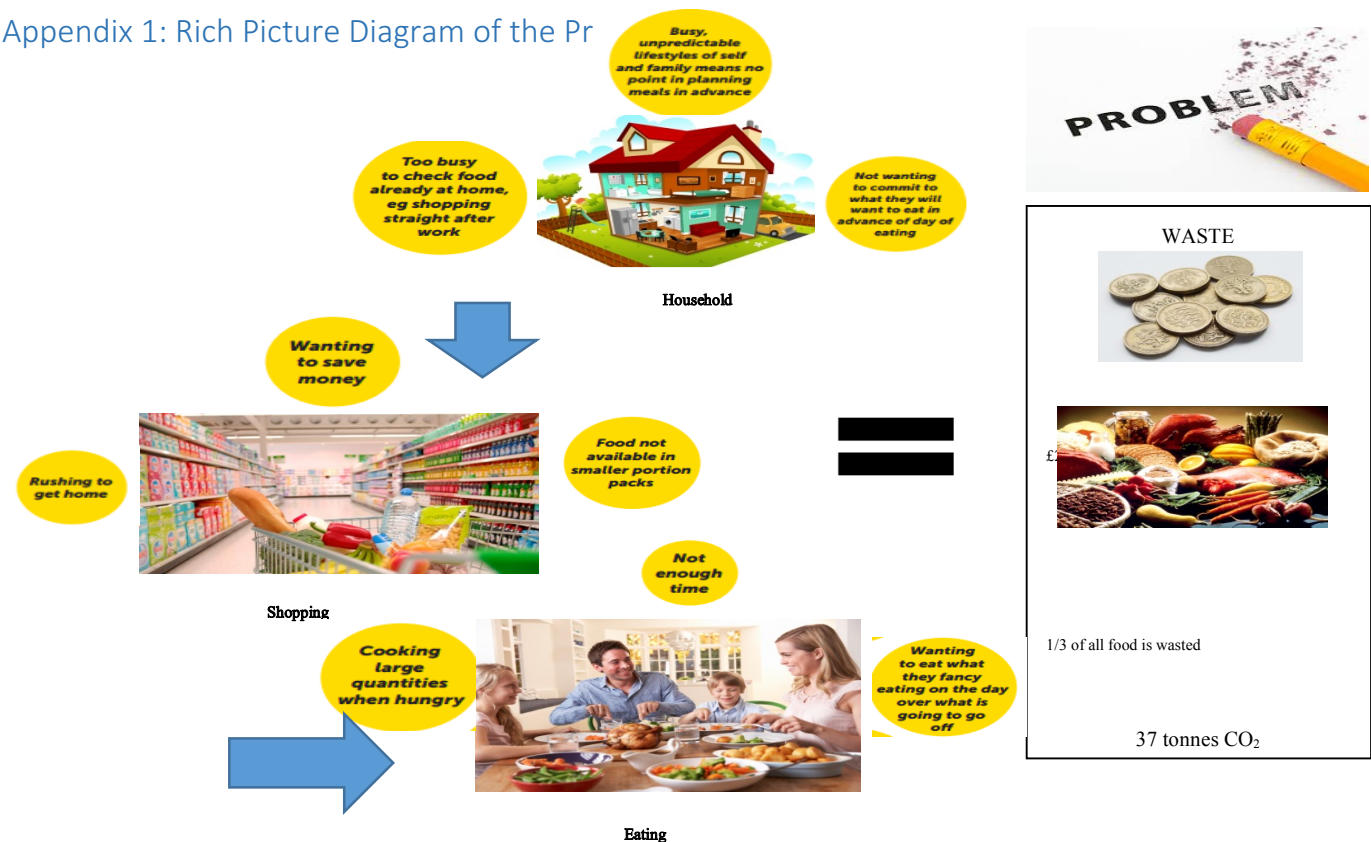 Appendix 1: Rich Picture Diagram of the Pr
Busy,
unpredictable
lifestyles of self
and family means no
point in planning
meals in advance
PROBLEM
Too busy
to check food
already at home,
eg shopping
straight after
work
Not wanting
to commit to
what they will
want to eat in
advance of day of
eating
Household
WASTE
Wanting
to save
money
Food not
available in
smaller portion
packs
Rushing to
get home
Shopping
Not
enough
time
Cooking
large
quantities
when hungry
Wanting
to eat what
they fancy
eating on the day
over what is
going to go
off
Eating
1/3 of all food is wasted
37 tonnes CO₂